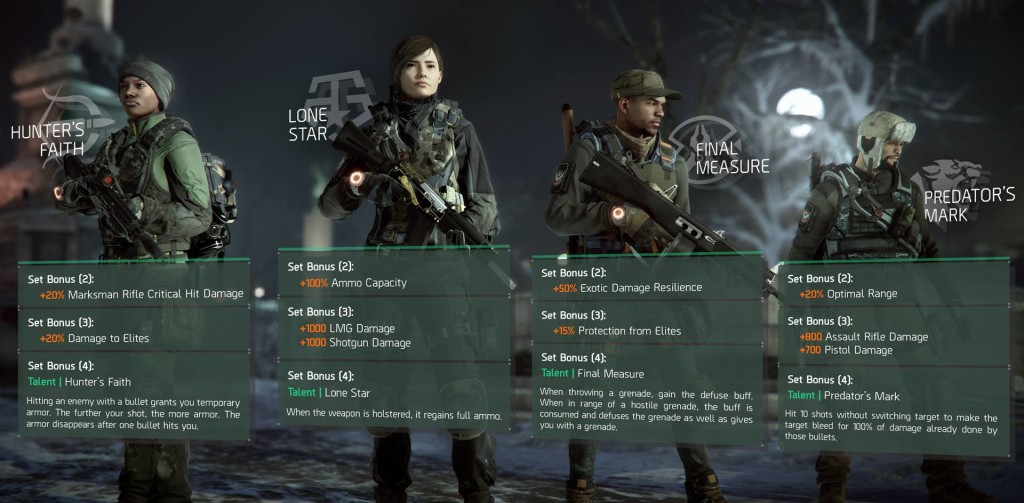 HUNTER'S
FAITH
Set Bonus (2):
+20% Marksman Rifle Critical Hit Damage
Set Bonus (3):
+20% Damage to Elites
Set Bonus (4):
Talent | Hunter's Faith
Hitting an enemy with a bullet grants you temporary
armor. The further your shot, the more armor. The
armor disappears after one bullet hits you.
LONE
STAR
Set Bonus (2):
+100% Ammo Capacity
Set Bonus (3):
+1000 LMG Damage
+1000 Shotgun Damage
Set Bonus (4):
Talent | Lone Star
When the weapon is holstered, it regains full ammo.
FINAL
MEASURE
Set Bonus (2):
+50% Exotic Damage Resilience
Set Bonus (3):
+15% Protection from Elites
Set Bonus (4):
Talent | Final Measure
When throwing a grenade, gain the defuse buff.
When in range of a hostile grenade, the buff is
consumed and defuses the grenade as well as gives
you with a grenade.
PREDATOR'S
MARK
Set Bonus (2):
+20% Optimal Range
Set Bonus (3):
+800 Assault Rifle Damage
+700 Pistol Damage
Set Bonus (4):
Talent | Predator's Mark
Hit 10 shots without switching target to make the
target bleed for 100% of damage already done by
those bullets.